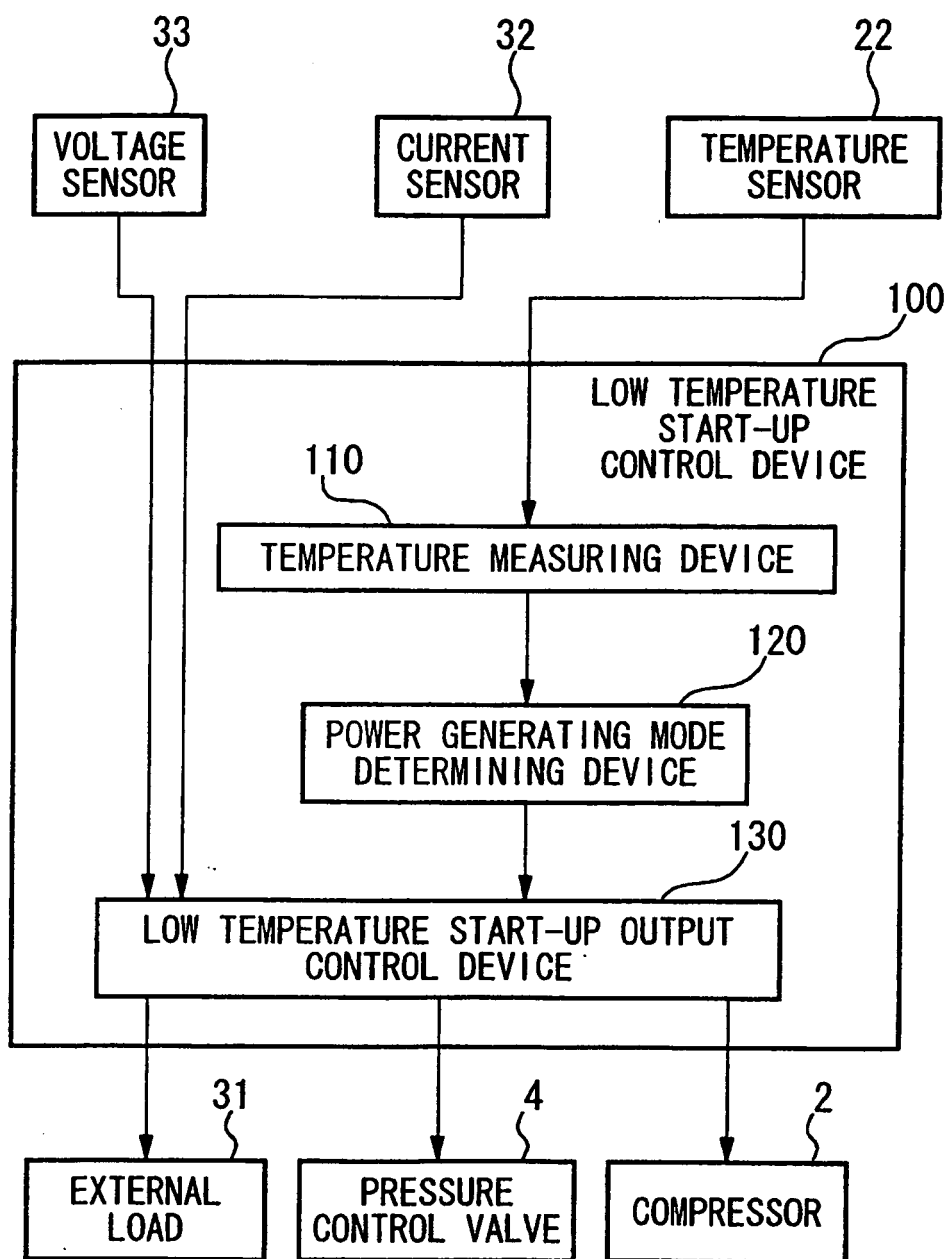 33
32
22
VOLTAGE
SENSOR
CURRENT
SENSOR
TEMPERATURE
SENSOR
100
LOW TEMPERATURE
START-UP
CONTROL DEVICE
110
TEMPERATURE MEASURING DEVICE
120
POWER GENERATING MODE
DETERMINING DEVICE
130
LOW TEMPERATURE START-UP OUTPUT
CONTROL DEVICE
31
4
2
EXTERNAL
LOAD
PRESSURE
CONTROL VALVE
COMPRESSOR